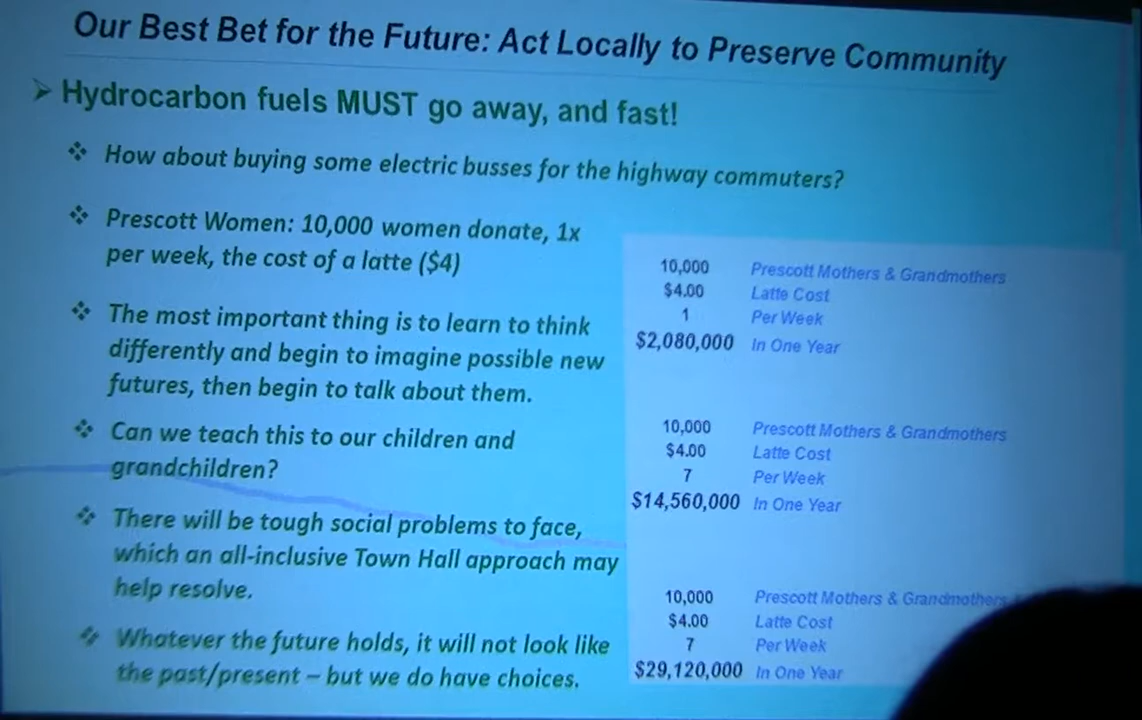 Our Best Bet for the Future: Act Locally to Preserve Community
Hydrocarbon fuels MUST go away, and fast!
How about buying some electric busses for the highway commuters?
Prescott Women: 10,000 women donate, 1x
per week, the cost of a latte ($4)
The most important thing is to learn to think
differently and begin to imagine possible new
futures, then begin to talk about them.
Can we teach this to our children and
grandchildren?
There will be tough social problems to face,
which an all-inclusive Town Hall approach may
help resolve.
Whatever the future holds, it will not look like
the past/present – but we do have choices.
10,000 Prescott Mothers & Grandmothers
$4.00 Latte Cost
1 Per Week
$2,080,000 In One Year
10,000 Prescott Mothers & Grandmothers
$4.00 Latte Cost
7 Per Week
$14,560,000 In One Year
10,000 Prescott Mothers & Grandmothers
$4.00 Latte Cost
7 Per Week
$29,120,000 In One Year